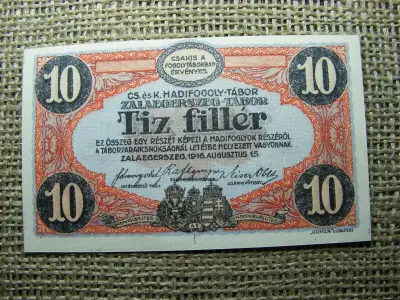 CSAKIS A
FOGOLYTÁBORBAN
ÉRVÉNYES.
10
10
CS. és K. HADIFOGOLY-TÁBOR
ZALAEGERSZEG-TÁBOR
Tiz fillér
EZ ÖSSZEG EGY RÉSZÉT KÉPEZI A HADIFOGLYOK RÉSZÉRŐL
A TÁBORPARANCSNOKSÁGNÁL LETÉTBE HELYEZETT VAGYONNAK.
ZALAEGERSZEG, 1916. AUGUSZTUS 15.
10
10